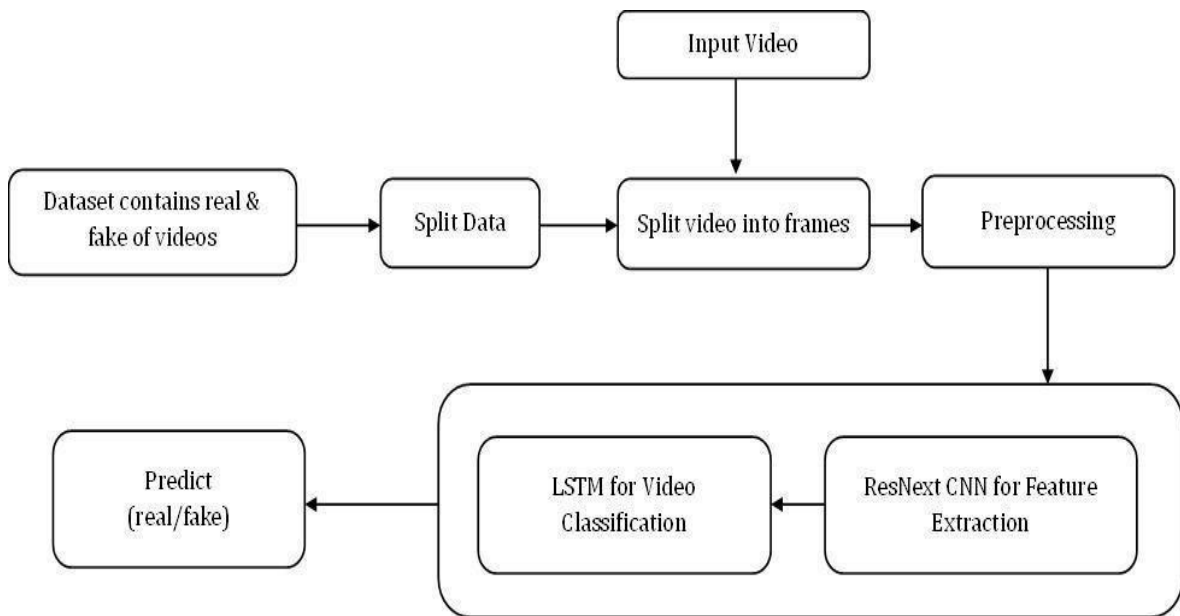 Input Video
Dataset contains real &
fake of videos
Split Data
Split video into frames
Preprocessing
Predict
(real/fake)
LSTM for Video
Classification
ResNext CNN for Feature
Extraction